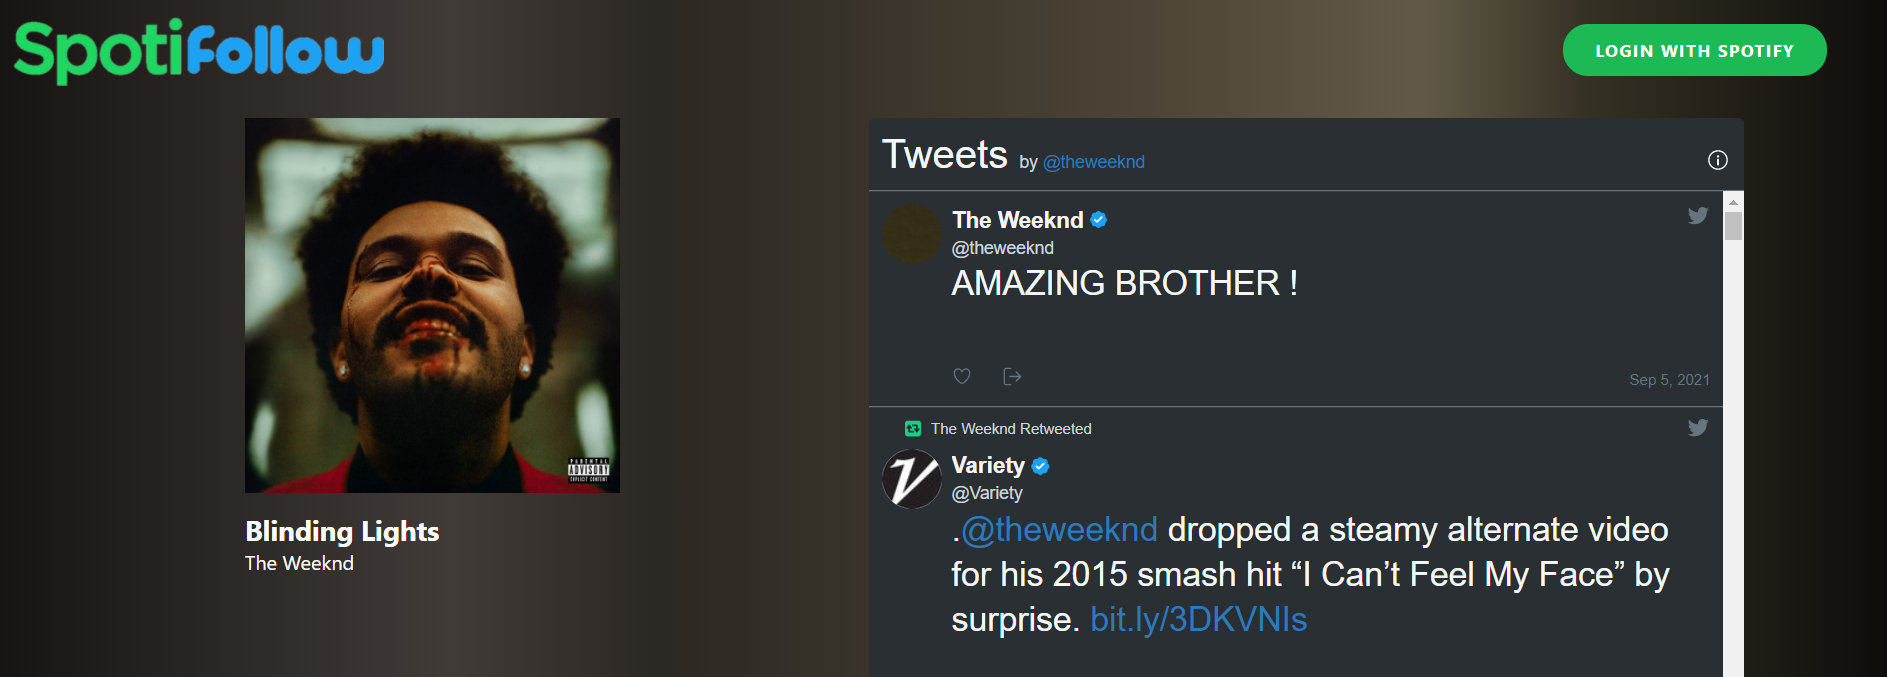 Spotifollow
LOGIN WITH SPOTIFY
PARENTAL
ADVISORY
EXPLICIT CONTENT
Blinding Lights
The Weeknd
Tweets by @theweeknd
The Weeknd
@theweeknd
AMAZING BROTHER !
Sep 5, 2021
The Weeknd Retweeted
V
Variety
@Variety
.@theweeknd dropped a steamy alternate video
for his 2015 smash hit “I Can’t Feel My Face” by
surprise. bit.ly/3DKVNIs